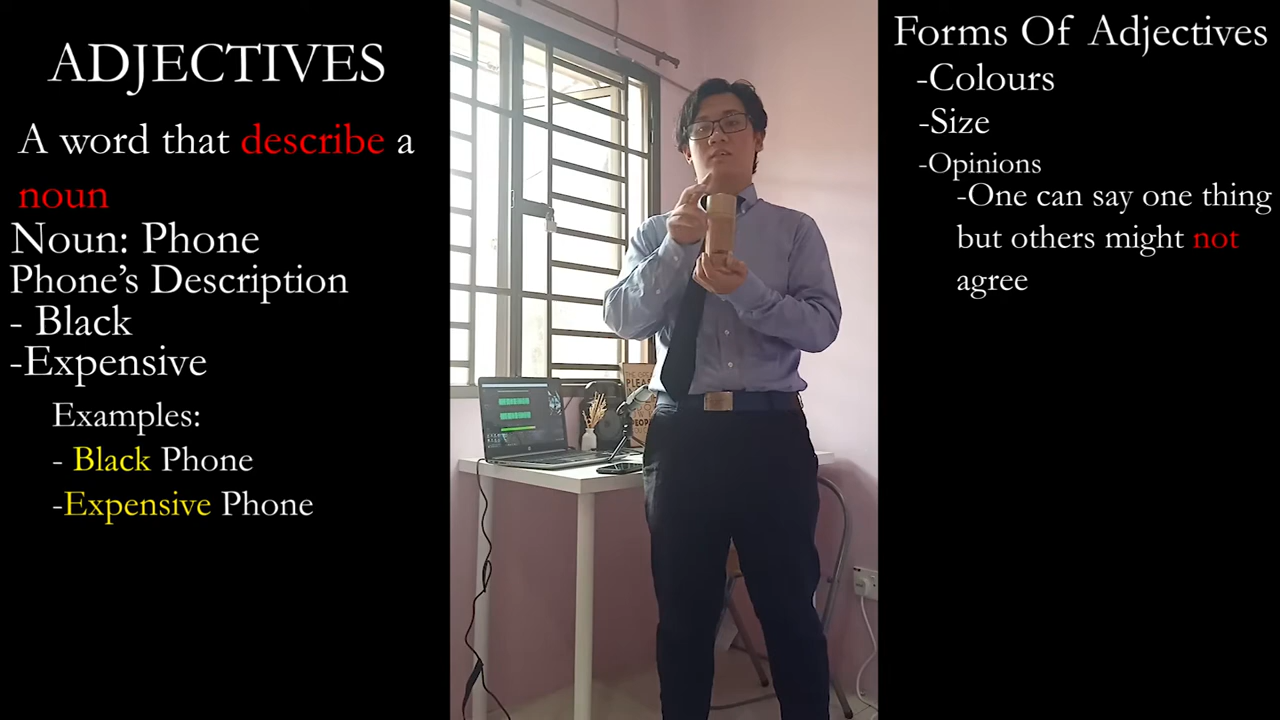 ADJECTIVES
A word that describe a
noun
Noun: Phone
Phone's Description
- Black
-Expensive
Examples:
- Black Phone
-Expensive Phone
Forms Of Adjectives
-Colours
-Size
-Opinions
-One can say one thing
but others might not
agree
PLEASE